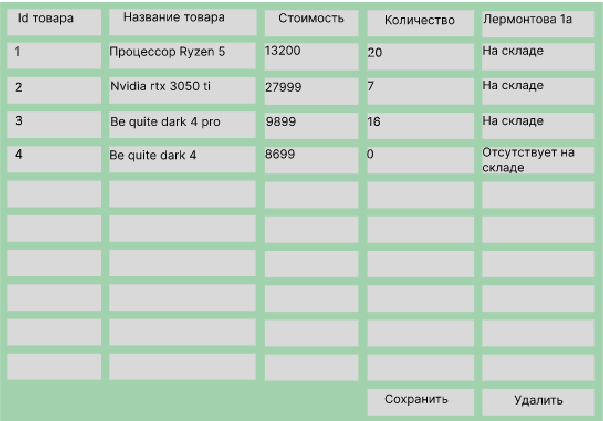 Id товара Название товара Стоимость Количество Лермонтова 1а
1 Процессор Ryzen 5 13200 20 На складе
2 Nvidia rtx 3050 ti 27999 7 На складе
3 Be quite dark 4 pro 9899 16 На складе
4 Be quite dark 4 8699 0 Отсутствует на
складе
Сохранить Удалить